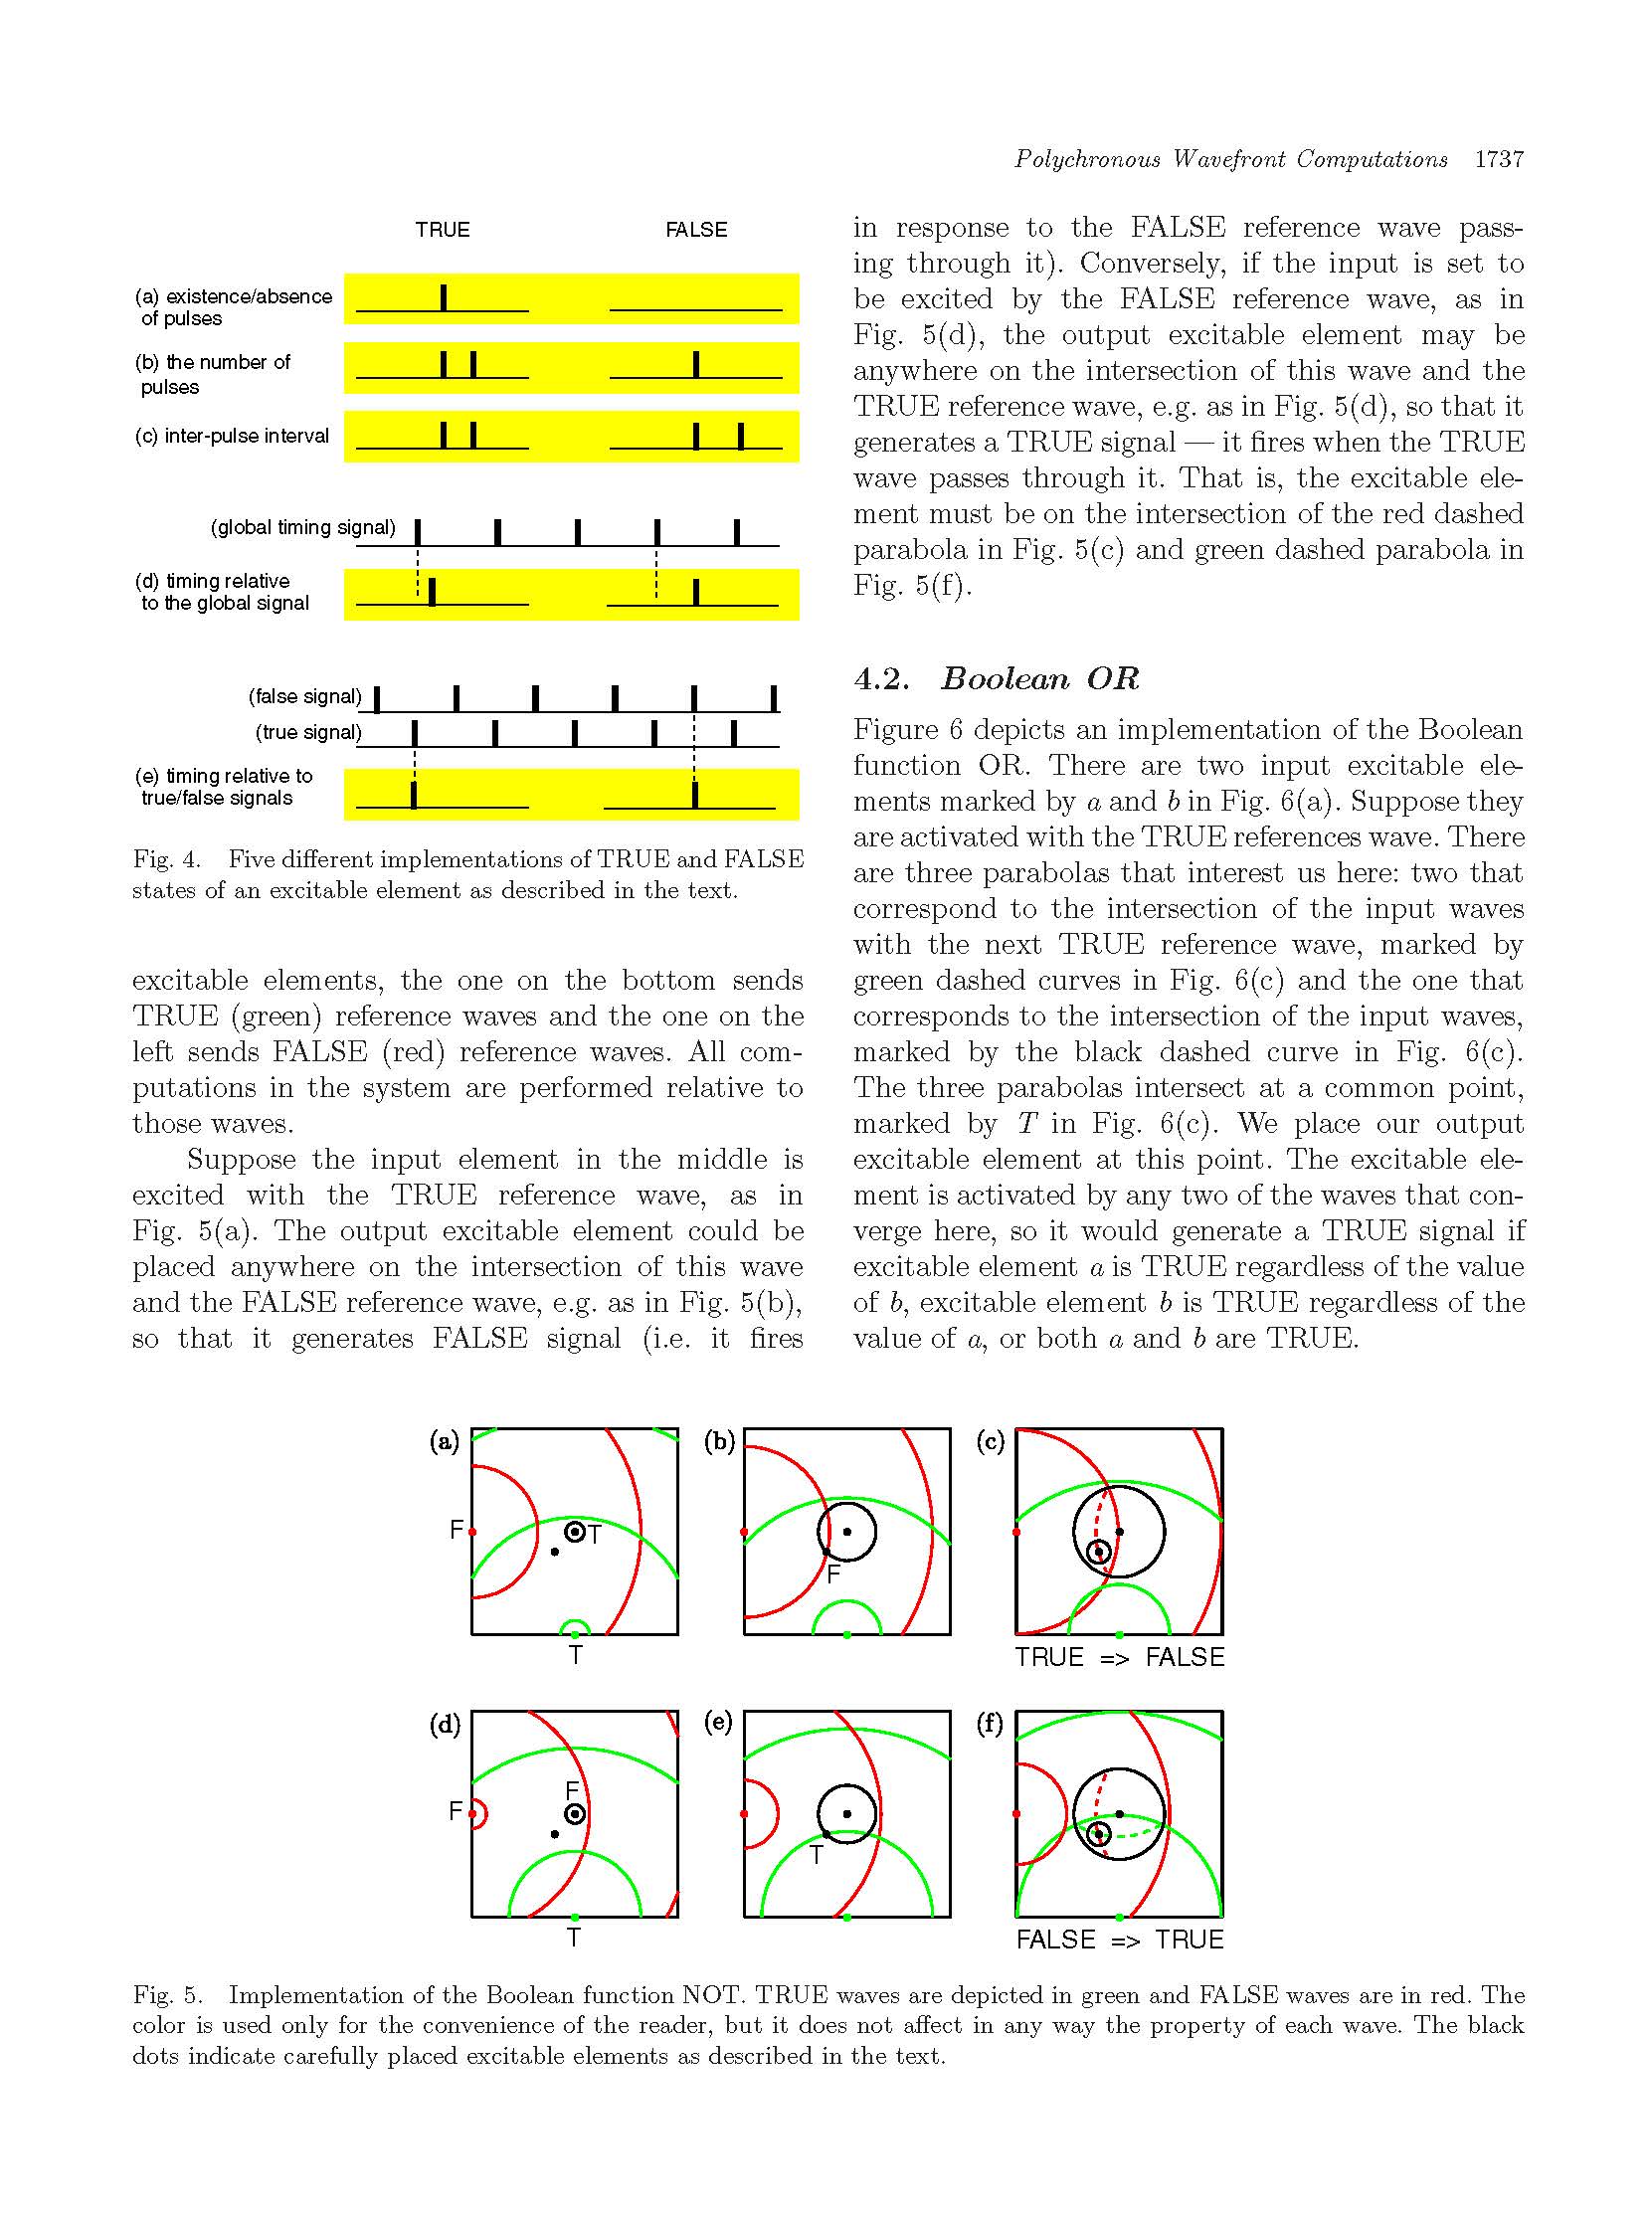 Polychronous Wavefront Computations 1737
TRUE FALSE
(a) existence/absence
of pulses
(b) the number of
pulses
(c) inter-pulse interval
(global timing signal)
(d) timing relative
to the global signal
(false signal)
(true signal)
(e) timing relative to
true/false signals
Fig. 4. Five different implementations of TRUE and FALSE
states of an excitable element as described in the text.
excitable elements, the one on the bottom sends
TRUE (green) reference waves and the one on the
left sends FALSE (red) reference waves. All com-
putations in the system are performed relative to
those waves.
Suppose the input element in the middle is
excited with the TRUE reference wave, as in
Fig. 5(a). The output excitable element could be
placed anywhere on the intersection of this wave
and the FALSE reference wave, e.g. as in Fig. 5(b),
so that it generates FALSE signal (i.e. it fires
in response to the FALSE reference wave pass-
ing through it). Conversely, if the input is set to
be excited by the FALSE reference wave, as in
Fig. 5(d), the output excitable element may be
anywhere on the intersection of this wave and the
TRUE reference wave, e.g. as in Fig. 5(d), so that it
generates a TRUE signal — it fires when the TRUE
wave passes through it. That is, the excitable ele-
ment must be on the intersection of the red dashed
parabola in Fig. 5(c) and green dashed parabola in
Fig. 5(f).
4.2. Boolean OR
Figure 6 depicts an implementation of the Boolean
function OR. There are two input excitable ele-
ments marked by a and b in Fig. 6(a). Suppose they
are activated with the TRUE references wave. There
are three parabolas that interest us here: two that
correspond to the intersection of the input waves
with the next TRUE reference wave, marked by
green dashed curves in Fig. 6(c) and the one that
corresponds to the intersection of the input waves,
marked by the black dashed curve in Fig. 6(c).
The three parabolas intersect at a common point,
marked by T in Fig. 6(c). We place our output
excitable element at this point. The excitable ele-
ment is activated by any two of the waves that con-
verge here, so it would generate a TRUE signal if
excitable element a is TRUE regardless of the value
of b, excitable element b is TRUE regardless of the
value of a, or both a and b are TRUE.
(a) (b) (c)
F T
F
T
TRUE => FALSE
(d) (e) (f)
F
F
T
T
FALSE => TRUE
Fig. 5. Implementation of the Boolean function NOT. TRUE waves are depicted in green and FALSE waves are in red. The
color is used only for the convenience of the reader, but it does not affect in any way the property of each wave. The black
dots indicate carefully placed excitable elements as described in the text.